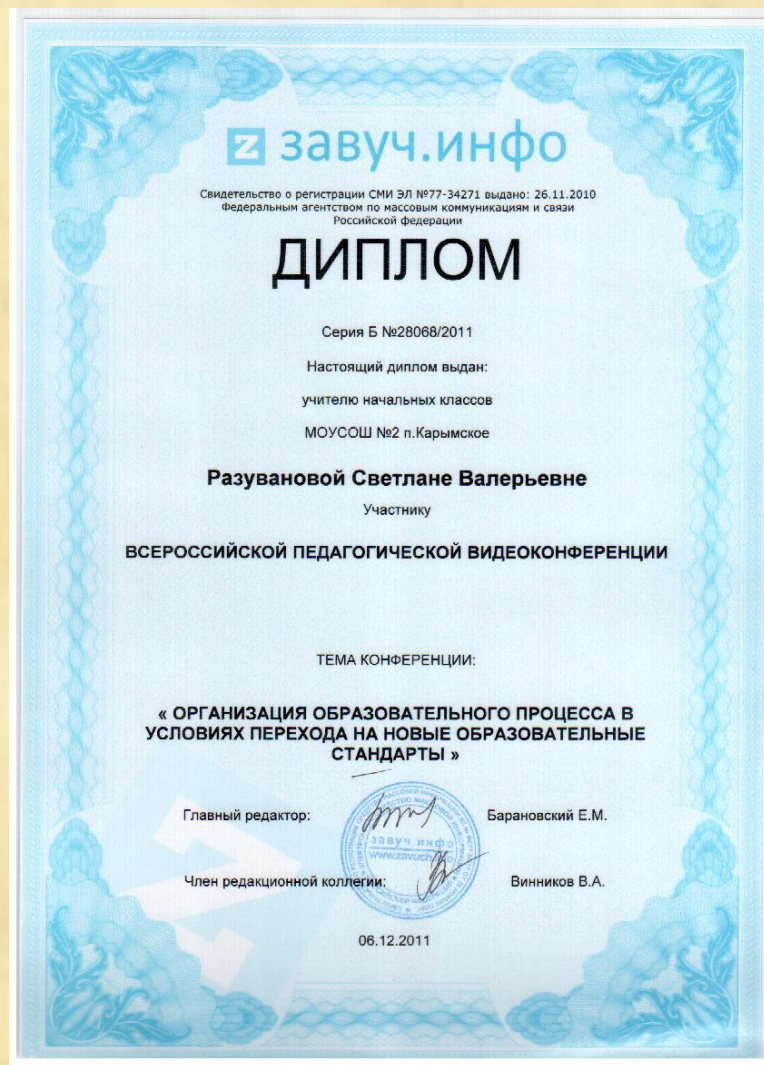 завуч.инфо
Свидетельство о регистрации СМИ ЭЛ №77-34271 выдано: 26.11.2010
Федеральным агентством по массовым коммуникациям и связи
Российской федерации
ДИПЛОМ
Серия Б №28068/2011
Настоящий диплом выдан:
учителю начальных классов
МОУСОШ №2 п.Карымское
Разувановой Светлане Валерьевне
Участнику
ВСЕРОССИЙСКОЙ ПЕДАГОГИЧЕСКОЙ ВИДЕОКОНФЕРЕНЦИИ
ТЕМА КОНФЕРЕНЦИИ:
« ОРГАНИЗАЦИЯ ОБРАЗОВАТЕЛЬНОГО ПРОЦЕССА В
УСЛОВИЯХ ПЕРЕХОДА НА НОВЫЕ ОБРАЗОВАТЕЛЬНЫЕ
СТАНДАРТЫ »
Главный редактор: Барановский Е.М.
завуч.инфо
Член редакционной коллегии: Винников В.А.
06.12.2011